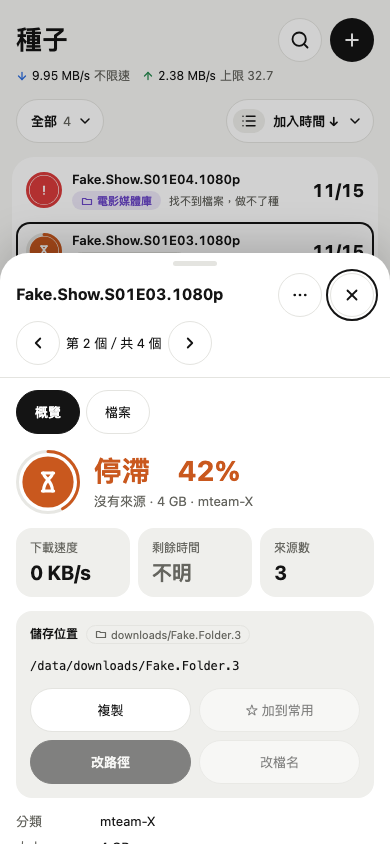 種子
9.95 MB/s 不限速 2.38 MB/s 上限 32.7
全部 4
加入時間
Fake.Show.S01E04.1080p
電影媒體庫 找不到檔案，做不了種
11/15
Fake.Show.S01E03.1080p
11/15
Fake.Show.S01E03.1080p
第 2 個 / 共 4 個
概覽
檔案
停滯 42%
沒有來源 · 4 GB · mteam-X
下載速度
0 KB/s
剩餘時間
不明
來源數
3
儲存位置 downloads/Fake.Folder.3
/data/downloads/Fake.Folder.3
複製
☆ 加到常用
改路徑
改檔名
分類 mteam-X